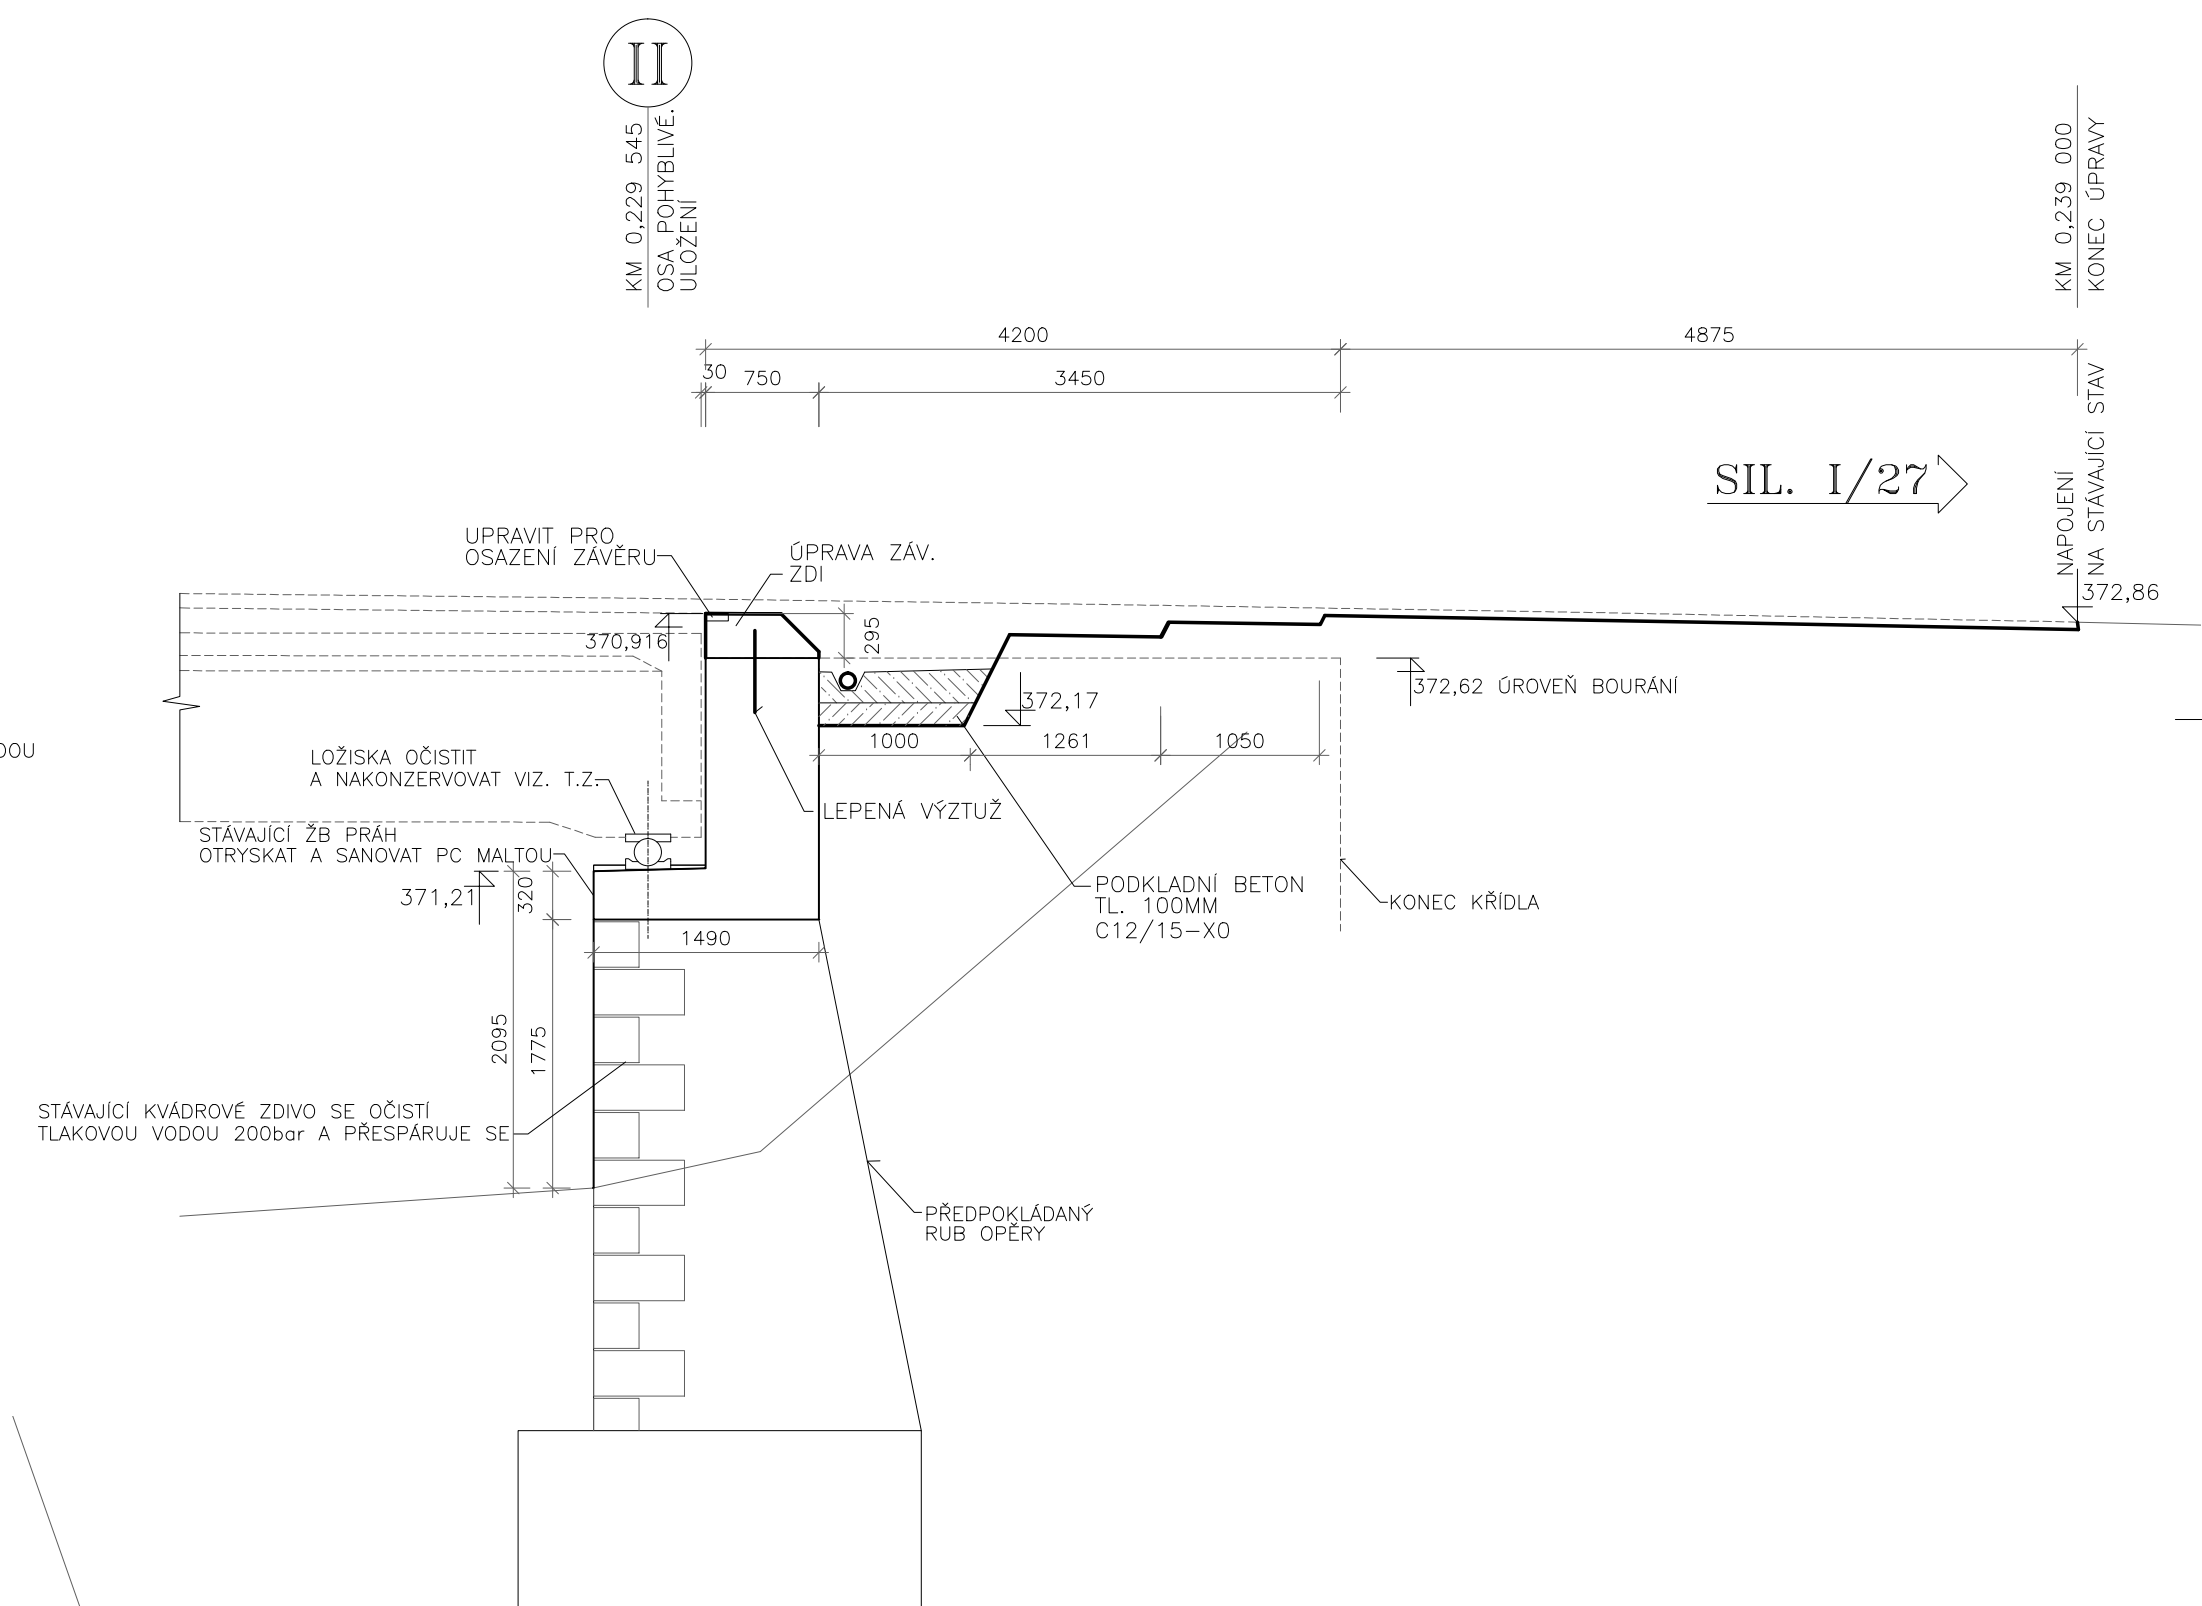 II
KM 0,229 545
OSA POHYBLIVÉ.
ULOŽENÍ
KM 0,239 000
KONEC ÚPRAVY
4200
4875
30
750
3450
SIL. I/27
NAPOJENÍ
NA STÁVAJÍCÍ STAV
372,86
UPRAVIT PRO
OSAZENÍ ZÁVĚRU
ÚPRAVA ZÁV.
ZDI
370,916
295
372,62 ÚROVEŇ BOURÁNÍ
372,17
1000
1261
1050
LOŽISKA OČISTIT
A NAKONZERVOVAT VIZ. T.Z.
LEPENÁ VÝZTUŽ
STÁVAJÍCÍ ŽB PRÁH
OTRYSKAT A SANOVAT PC MALTOU
371,21
320
PODKLADNÍ BETON
TL. 100MM
C12/15-X0
KONEC KŘÍDLA
1490
2095
1775
STÁVAJÍCÍ KVÁDROVÉ ZDIVO SE OČISTÍ
TLAKOVOU VODOU 200bar A PŘESPÁRUJE SE
PŘEDPOKLÁDANÝ
RUB OPĚRY